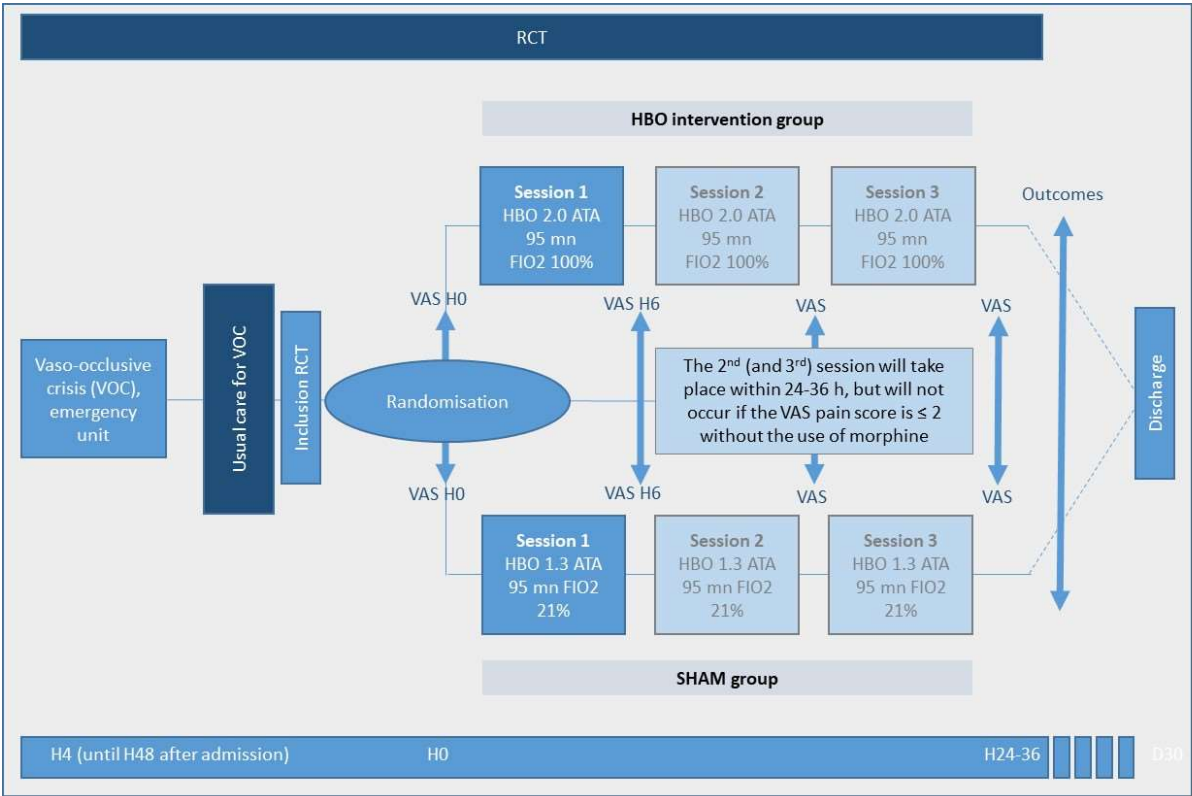 RCT
HBO intervention group
Session 1
HBO 2.0 ATA
95 mn
FIO2 100%
Session 2
HBO 2.0 ATA
95 mn
FIO2 100%
Session 3
HBO 2.0 ATA
95 mn
FIO2 100%
Outcomes
VAS H0
VAS H6
VAS
VAS
Vaso-occlusive
crisis (VOC),
emergency
unit
Usual care for VOC
Inclusion RCT
Randomisation
The 2nd (and 3rd) session will take
place within 24-36 h, but will not
occur if the VAS pain score is ≤ 2
without the use of morphine
Discharge
VAS H0
VAS H6
VAS
VAS
Session 1
HBO 1.3 ATA
95 mn FIO2
21%
Session 2
HBO 1.3 ATA
95 mn FIO2
21%
Session 3
HBO 1.3 ATA
95 mn FIO2
21%
SHAM group
H4 (until H48 after admission)
H0
H24-36
D30